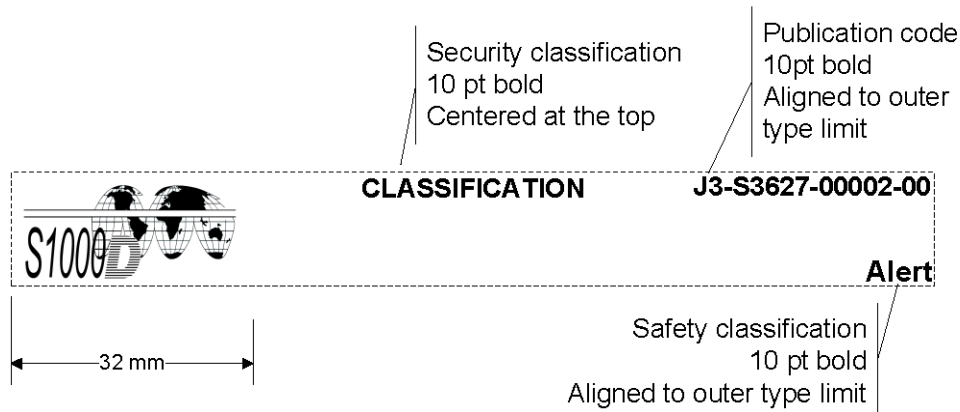 Security classification
10 pt bold
Centered at the top
Publication code
10pt bold
Aligned to outer
type limit
CLASSIFICATION
J3-S3627-00002-00
S1000D
Alert
32 mm
Safety classification
10 pt bold
Aligned to outer type limit